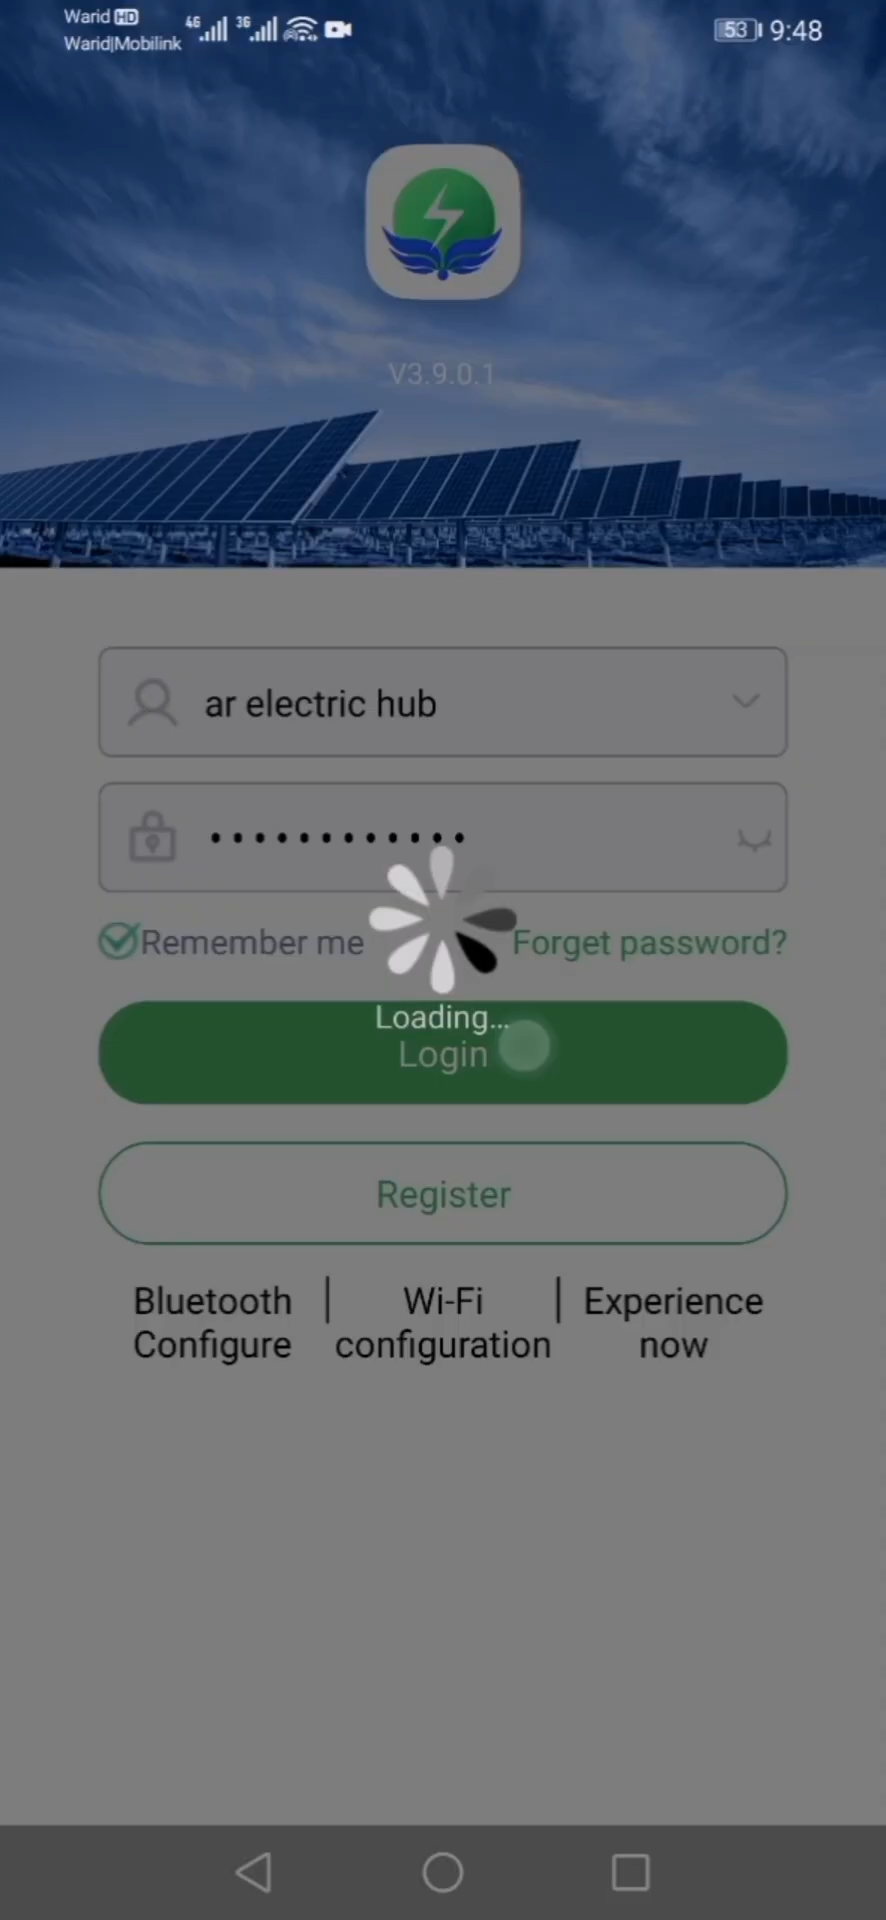 Warid HD
Warid|Mobilink
4G
3G
53
9:48
V3.9.0.1
ar electric hub
••••••••••••
Remember me
Forget password?
Loading...
Login
Register
Bluetooth Configure
Wi-Fi configuration
Experience now